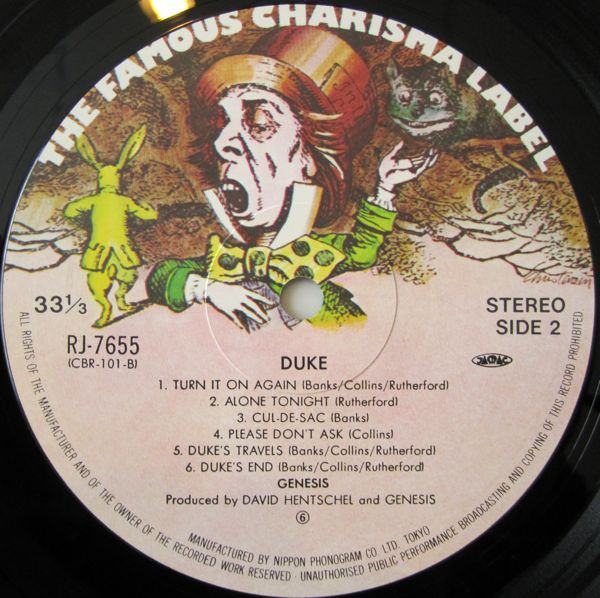 THE FAMOUS CHARISMA LABEL
33 1/3
STEREO
SIDE 2
RJ-7655
(CBR-101-B)
JASRAC
DUKE
1. TURN IT ON AGAIN (Banks/Collins/Rutherford)
2. ALONE TONIGHT (Rutherford)
3. CUL-DE-SAC (Banks)
4. PLEASE DON'T ASK (Collins)
5. DUKE'S TRAVELS (Banks/Collins/Rutherford)
6. DUKE'S END (Banks/Collins/Rutherford)
GENESIS
Produced by DAVID HENTSCHEL and GENESIS
⑥
MANUFACTURED BY NIPPON PHONOGRAM CO. LTD. TOKYO
ALL RIGHTS OF THE MANUFACTURER AND OF THE OWNER OF THE RECORDED WORK RESERVED · UNAUTHORISED PUBLIC PERFORMANCE BROADCASTING AND COPYING OF THIS RECORD PROHIBITED